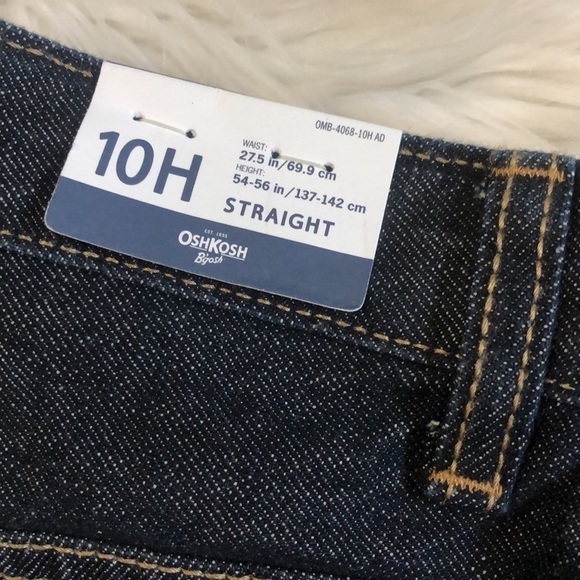 OMB-4068-10H AD
10H
WAIST:
27.5 in/69.9 cm
HEIGHT:
54-56 in/137-142 cm
STRAIGHT
EST. 1895
OSHKOSH
B'gosh